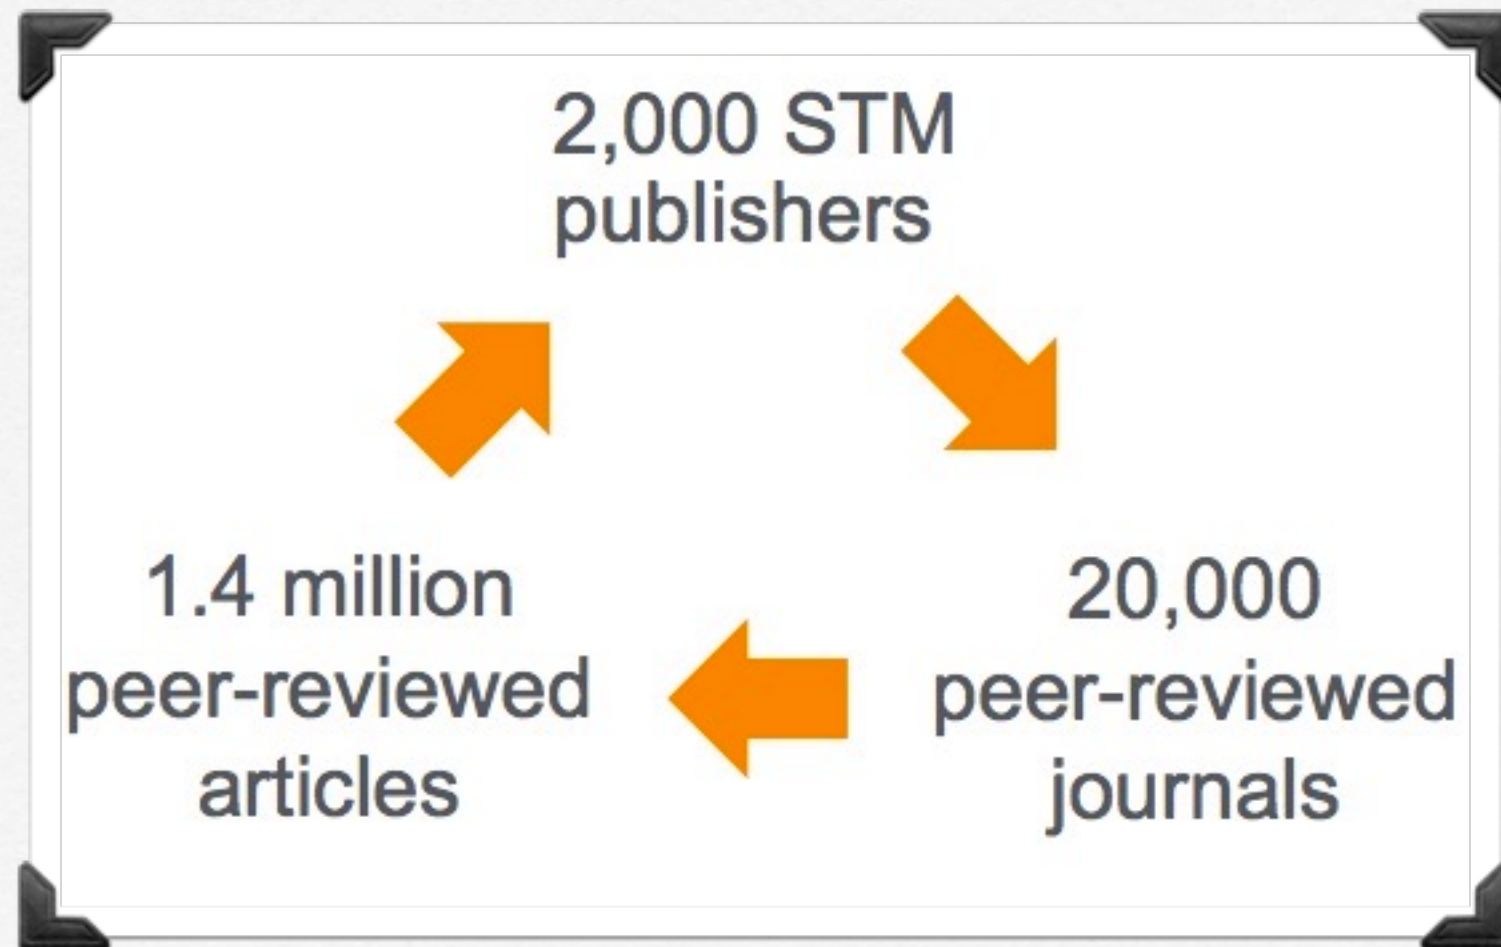 2,000 STM
publishers
20,000
peer-reviewed
journals
1.4 million
peer-reviewed
articles